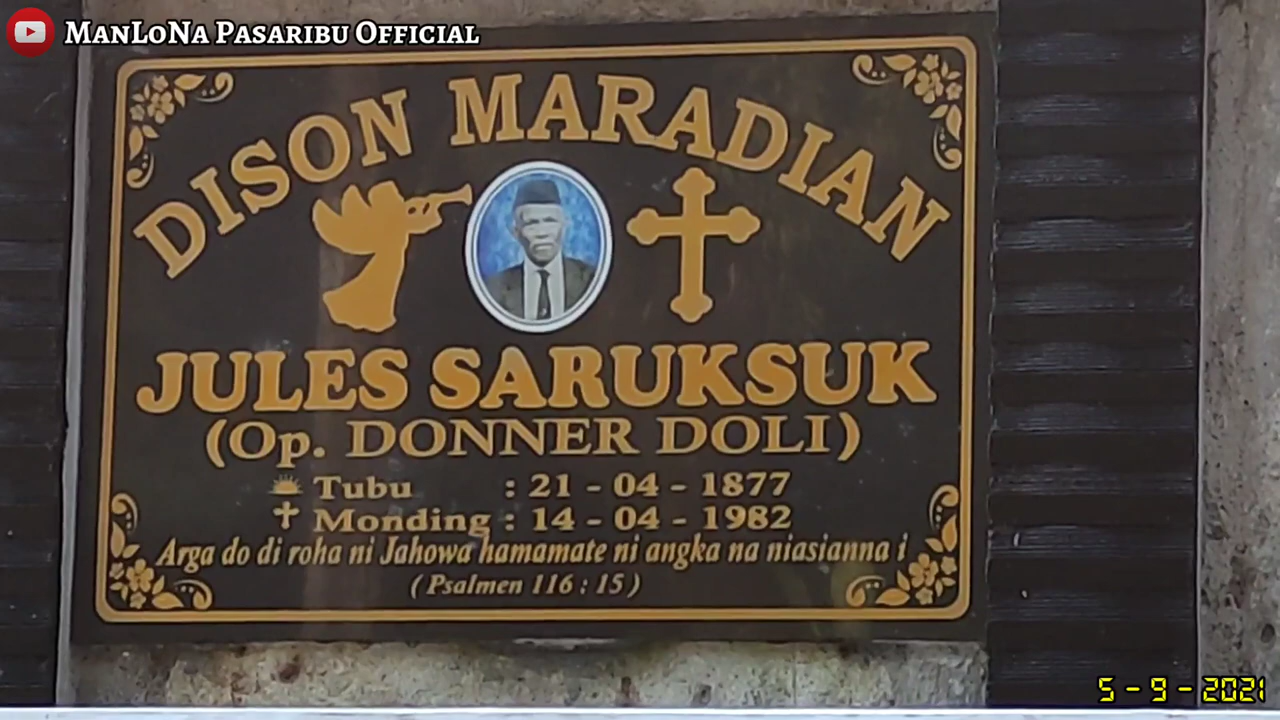 ManLoNa Pasaribu Official
DISON MARADIAN
JULES SARUKSUK
(Op. DONNER DOLI)
Tubu : 21 - 04 - 1877
Monding : 14 - 04 - 1982
Arga do di roha ni Jahowa hamamate ni angka na niasianna i
( Psalmen 116 : 15 )
5 - 9 - 2021